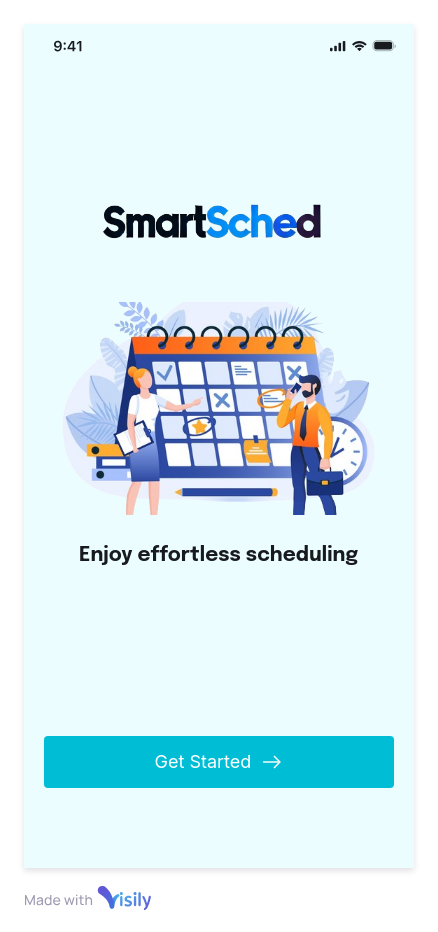 9:41
SmartSched
Enjoy effortless scheduling
Get Started →
Made with Visily